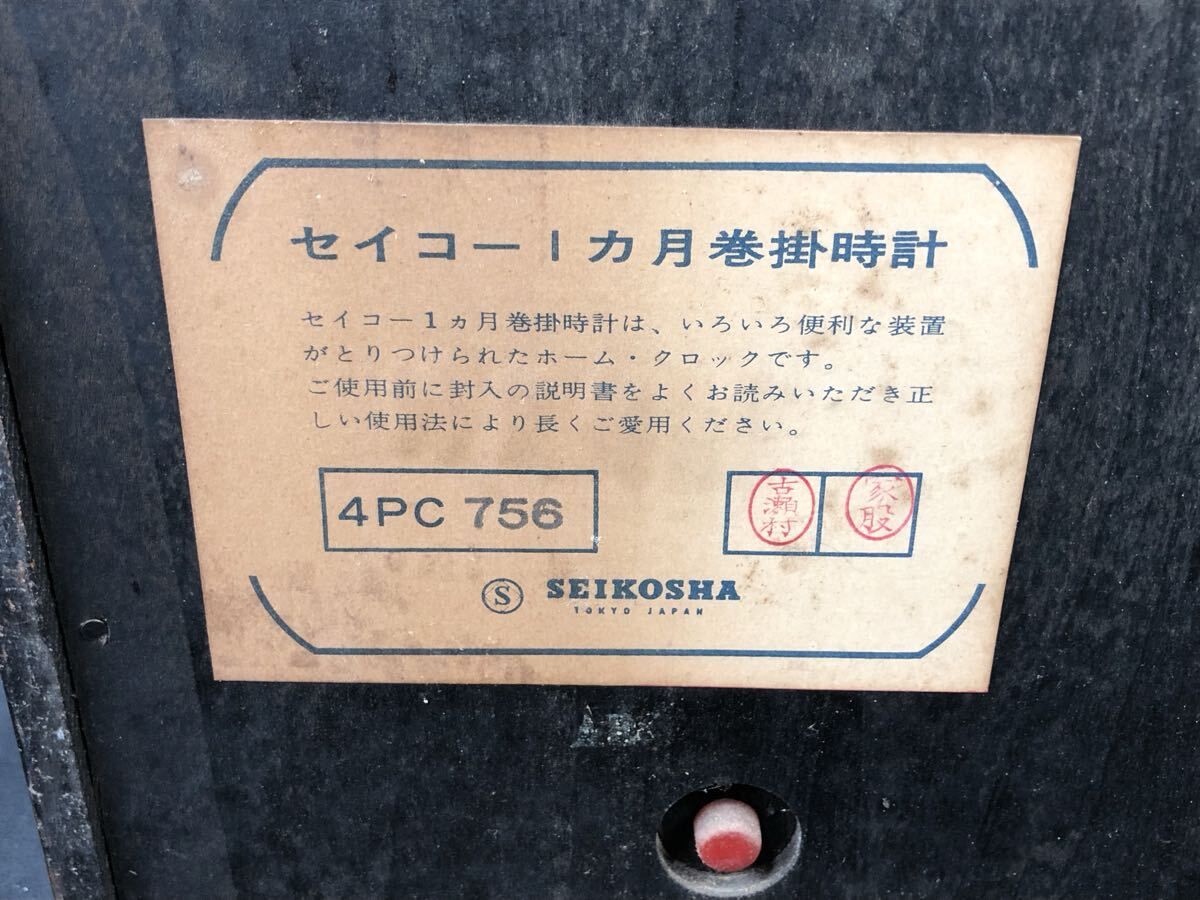 セイコー1カ月巻掛時計
セイコー1ヵ月巻掛時計は、いろいろ便利な装置
がとりつけられたホーム・クロックです。
ご使用前に封入の説明書をよくお読みいただき正
しい使用法により長くご愛用ください。
4PC 756
S SEIKOSHA
TOKYO JAPAN